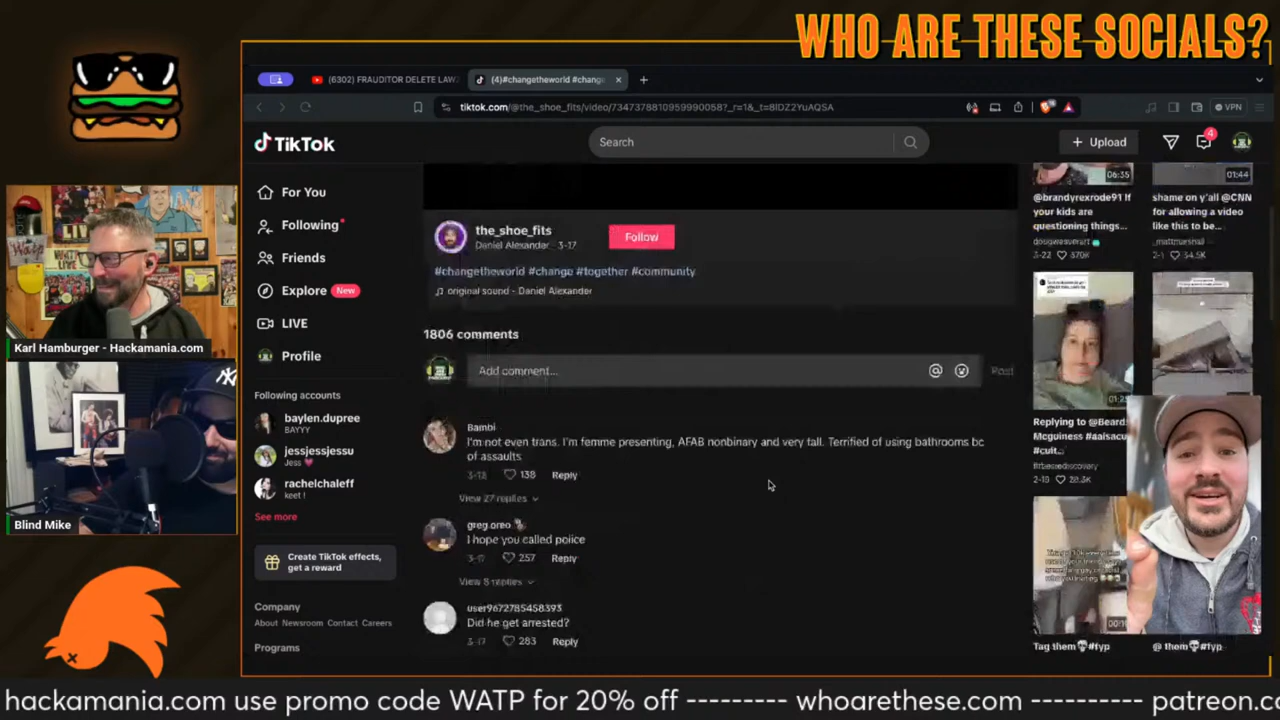 WHO ARE THESE SOCIALS?
(6302) FRAUDITOR DELETE LAW
(4)#changetheworld #change
tiktok.com/@the_shoe_fits/video/7347378810959990058?_r=1&_t=8lDZ2YuAQSA
VPN
TikTok
Search
Upload
4
For You
Following
Friends
Explore New
LIVE
Profile
Following accounts
baylen.dupree
BAYYY
jessjessjessu
Jess
rachelchaleff
keet !
See more
Create TikTok effects,
get a reward
Company
About Newsroom Contact Careers
Programs
the_shoe_fits
Daniel Alexander 3-17
Follow
#changetheworld #change #together #community
original sound - Daniel Alexander
1806 comments
Add comment...
Post
Bambi
I'm not even trans. I'm femme presenting, AFAB nonbinary and very tall. Terrified of using bathrooms bc
of assaults
138 Reply
View 27 replies
greg oreo
I hope you called police
257 Reply
View 8 replies
user9672785458393
Did he get arrested?
3-17 283 Reply
06:35
@brandyrexrode91 If
your kids are
questioning things...
dougweaverart
3-22 370K
01:44
shame on y'all @CNN
for allowing a video
like this to be...
_mattmarshall
2-1 34.5K
Replying to @Beard
Mcguiness #aaisacu
#cult...
2-19 28.3K
Tag them #fyp
@ them #fyp
Karl Hamburger - Hackamania.com
Blind Mike
hackamania.com use promo code WATP for 20% off --------- whoarethese.com --------- patreon.co